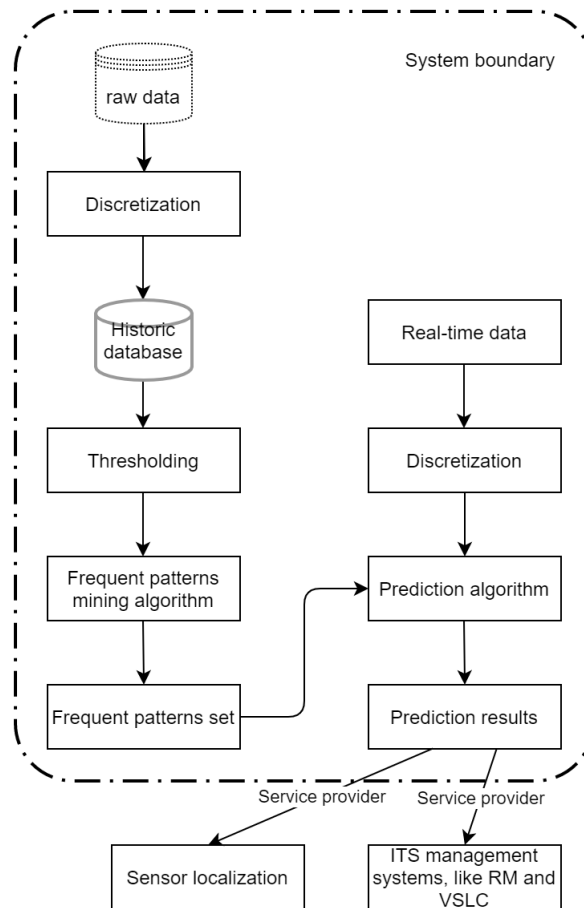 System boundary
raw data
Discretization
Historic
database
Real-time data
Thresholding
Discretization
Frequent patterns
mining algorithm
Prediction algorithm
Frequent patterns set
Prediction results
Service provider
Service provider
Sensor localization
ITS management
systems, like RM and
VSLC